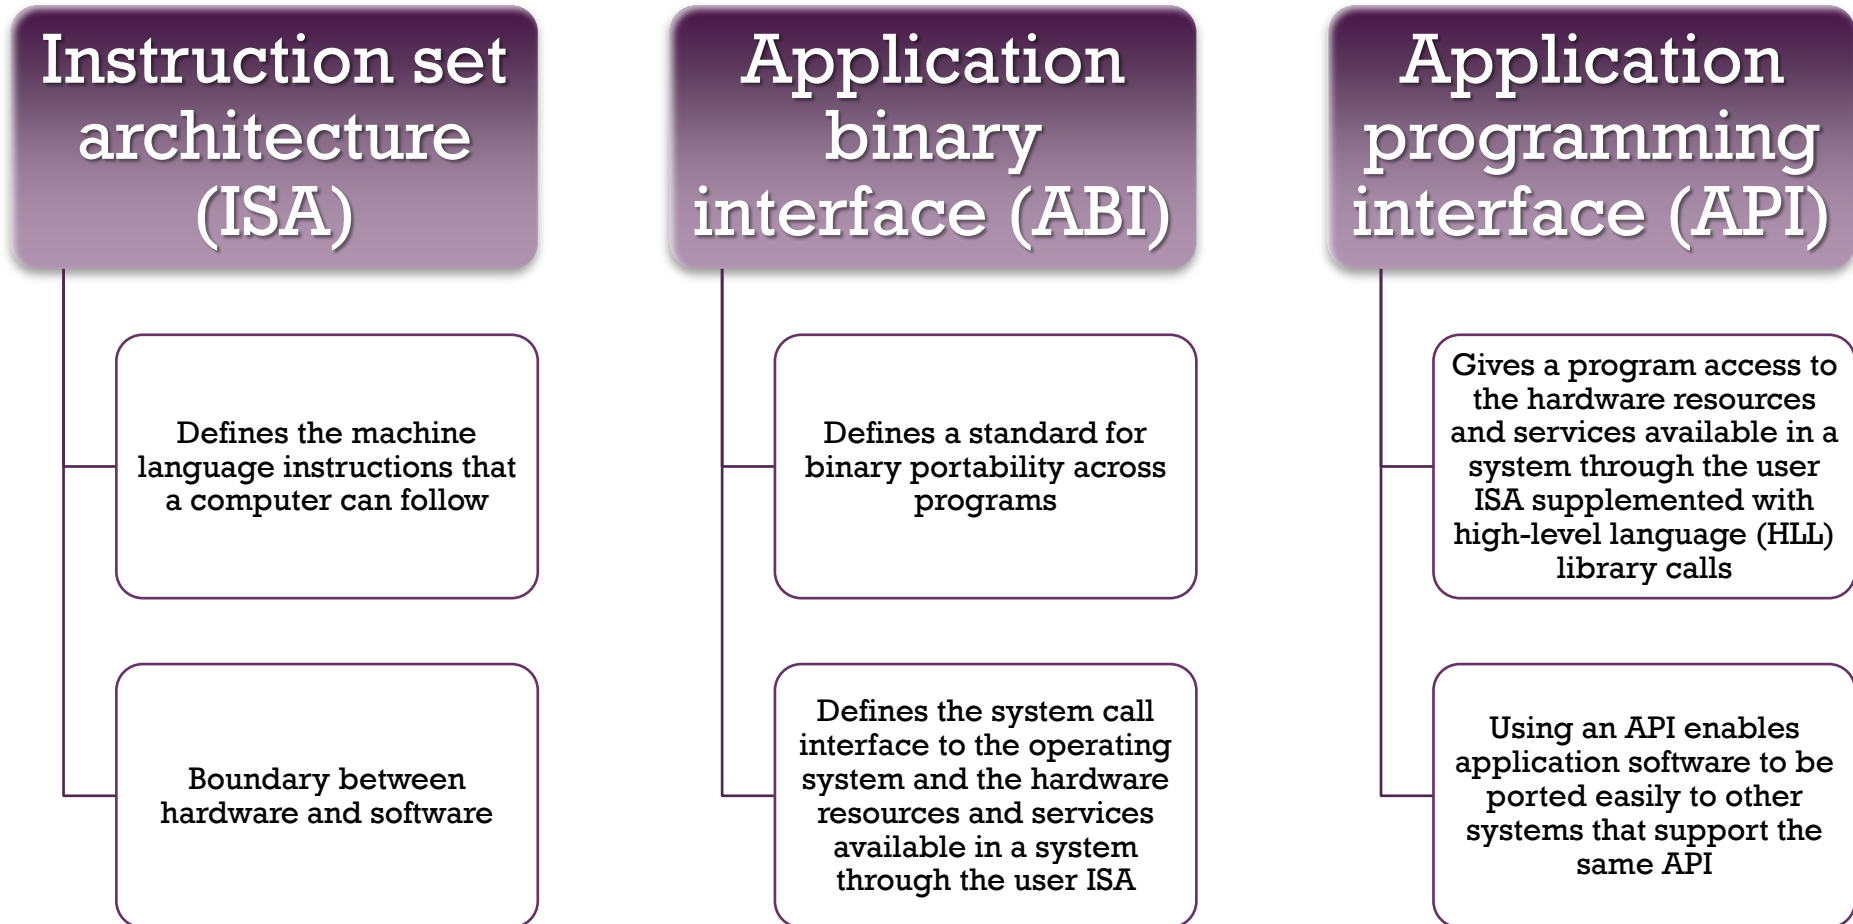 Instruction set
architecture
(ISA)
Defines the machine
language instructions that
a computer can follow
Boundary between
hardware and software
Application
binary
interface (ABI)
Defines a standard for
binary portability across
programs
Defines the system call
interface to the operating
system and the hardware
resources and services
available in a system
through the user ISA
Application
programming
interface (API)
Gives a program access to
the hardware resources
and services available in a
system through the user
ISA supplemented with
high-level language (HLL)
library calls
Using an API enables
application software to be
ported easily to other
systems that support the
same API